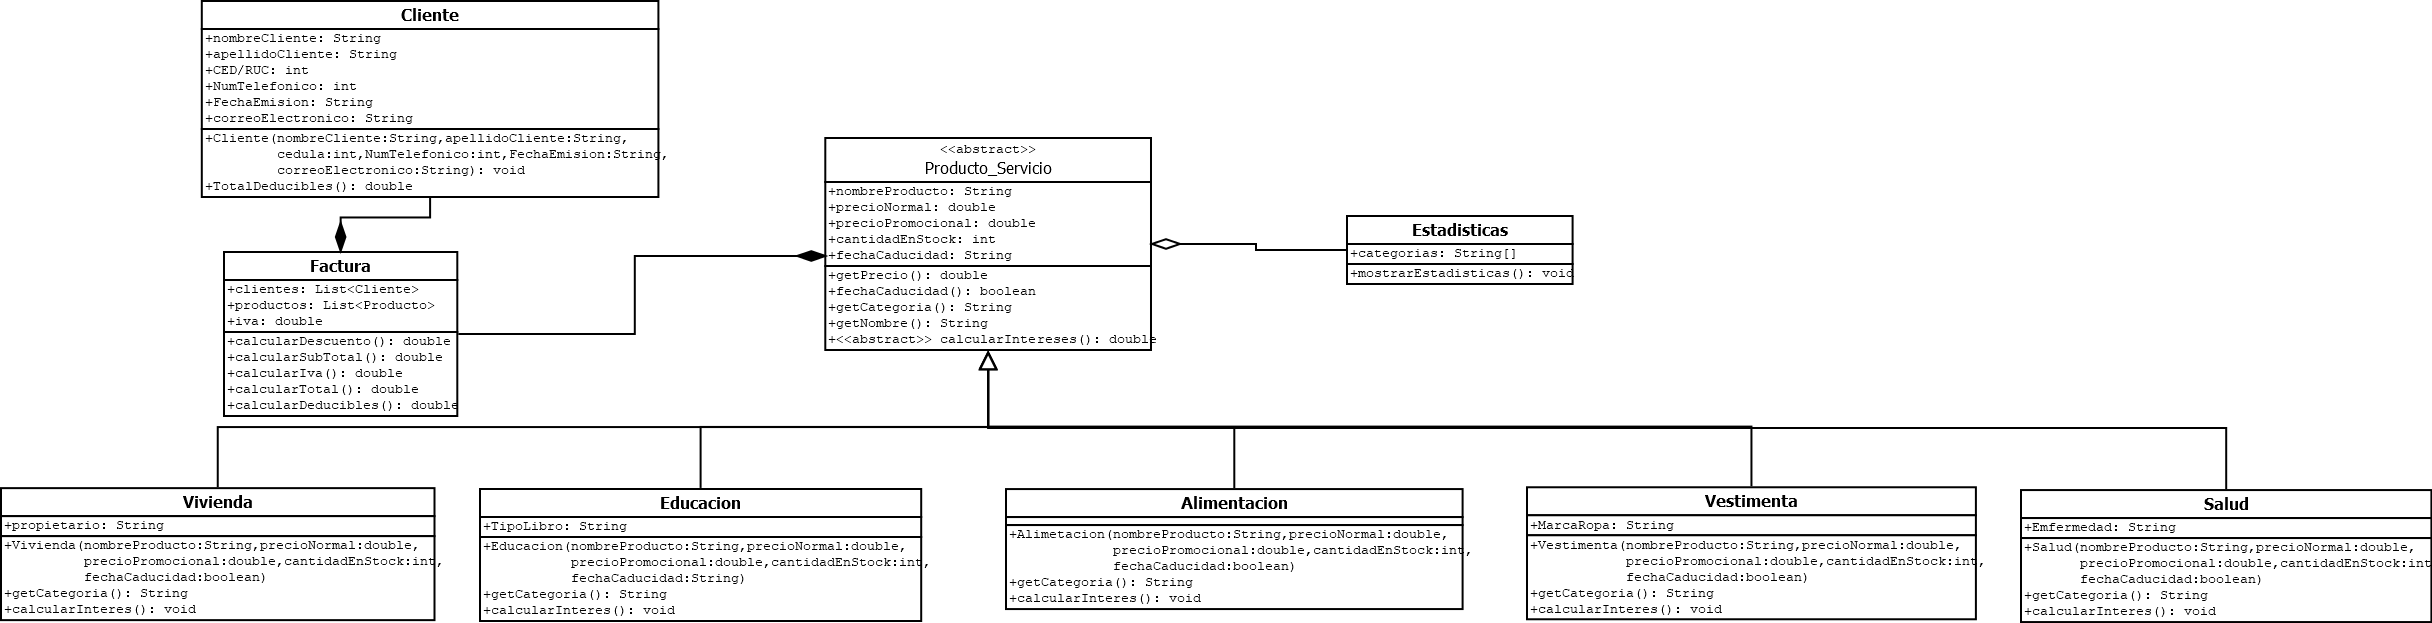 Cliente
+nombreCliente: String
+apellidoCliente: String
+CED/RUC: int
+NumTelefonico: int
+FechaEmision: String
+correoElectronico: String
+Cliente(nombreCliente:String,apellidoCliente:String,
cedula:int,NumTelefonico:int,FechaEmision:String,
correoElectronico:String): void
+TotalDeducibles(): double
<<abstract>>
Producto_Servicio
+nombreProducto: String
+precioNormal: double
+precioPromocional: double
+cantidadEnStock: int
+fechaCaducidad: String
+getPrecio(): double
+fechaCaducidad(): boolean
+getCategoria(): String
+getNombre(): String
+<<abstract>> calcularIntereses(): double
Estadisticas
+categorias: String[]
+mostrarEstadisticas(): void
Factura
+clientes: List<Cliente>
+productos: List<Producto>
+iva: double
+calcularDescuento(): double
+calcularSubTotal(): double
+calcularIva(): double
+calcularTotal(): double
+calcularDeducibles(): double
Vivienda
+propietario: String
+Vivienda(nombreProducto:String,precioNormal:double,
precioPromocional:double,cantidadEnStock:int,
fechaCaducidad:boolean)
+getCategoria(): String
+calcularInteres(): void
Educacion
+TipoLibro: String
+Educacion(nombreProducto:String,precioNormal:double,
precioPromocional:double,cantidadEnStock:int,
fechaCaducidad:String)
+getCategoria(): String
+calcularInteres(): void
Alimentacion
+Alimetacion(nombreProducto:String,precioNormal:double,
precioPromocional:double,cantidadEnStock:int,
fechaCaducidad:boolean)
+getCategoria(): String
+calcularInteres(): void
Vestimenta
+MarcaRopa: String
+Vestimenta(nombreProducto:String,precioNormal:double,
precioPromocional:double,cantidadEnStock:int,
fechaCaducidad:boolean)
+getCategoria(): String
+calcularInteres(): void
Salud
+Emfermedad: String
+Salud(nombreProducto:String,precioNormal:double,
precioPromocional:double,cantidadEnStock:int
fechaCaducidad:boolean)
+getCategoria(): String
+calcularInteres(): void